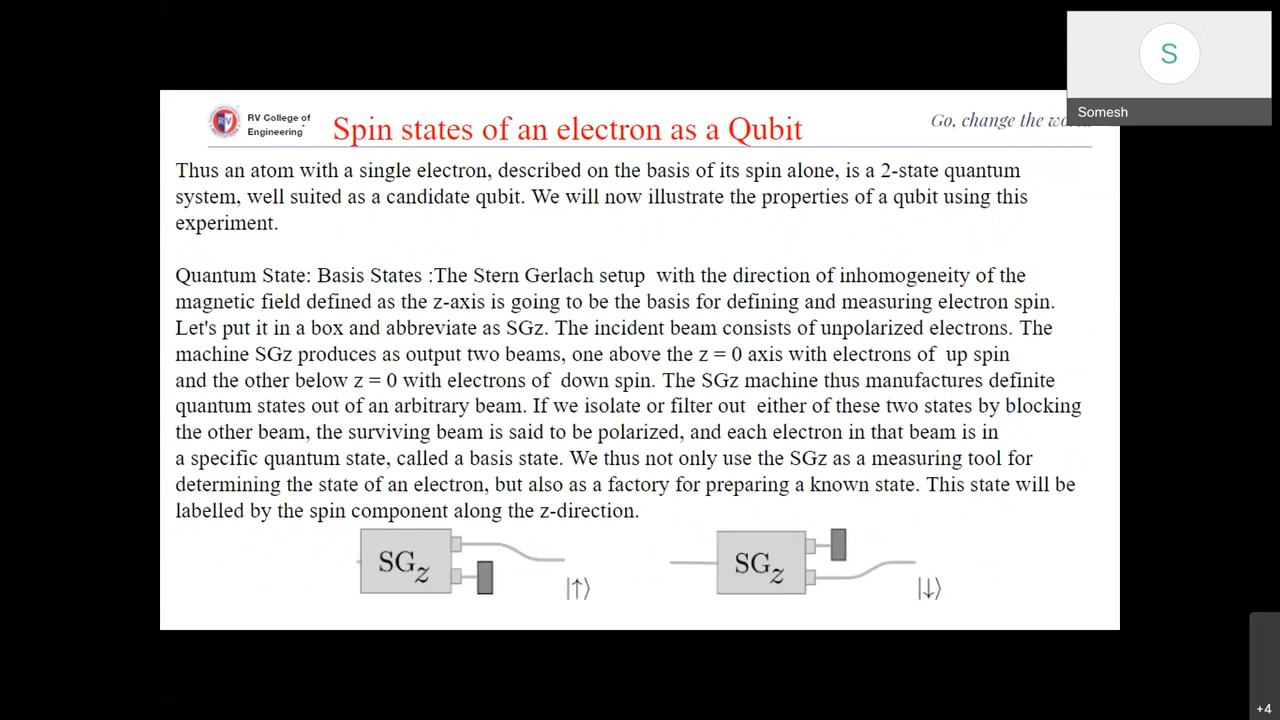 S
Somesh
RV College of
Engineering
Spin states of an electron as a Qubit
Go, change the wo
Thus an atom with a single electron, described on the basis of its spin alone, is a 2-state quantum
system, well suited as a candidate qubit. We will now illustrate the properties of a qubit using this
experiment.
Quantum State: Basis States :The Stern Gerlach setup with the direction of inhomogeneity of the
magnetic field defined as the z-axis is going to be the basis for defining and measuring electron spin.
Let's put it in a box and abbreviate as SGz. The incident beam consists of unpolarized electrons. The
machine SGz produces as output two beams, one above the z = 0 axis with electrons of up spin
and the other below z = 0 with electrons of down spin. The SGz machine thus manufactures definite
quantum states out of an arbitrary beam. If we isolate or filter out either of these two states by blocking
the other beam, the surviving beam is said to be polarized, and each electron in that beam is in
a specific quantum state, called a basis state. We thus not only use the SGz as a measuring tool for
determining the state of an electron, but also as a factory for preparing a known state. This state will be
labelled by the spin component along the z-direction.
SGz |↑⟩
SGz |↓⟩
+4